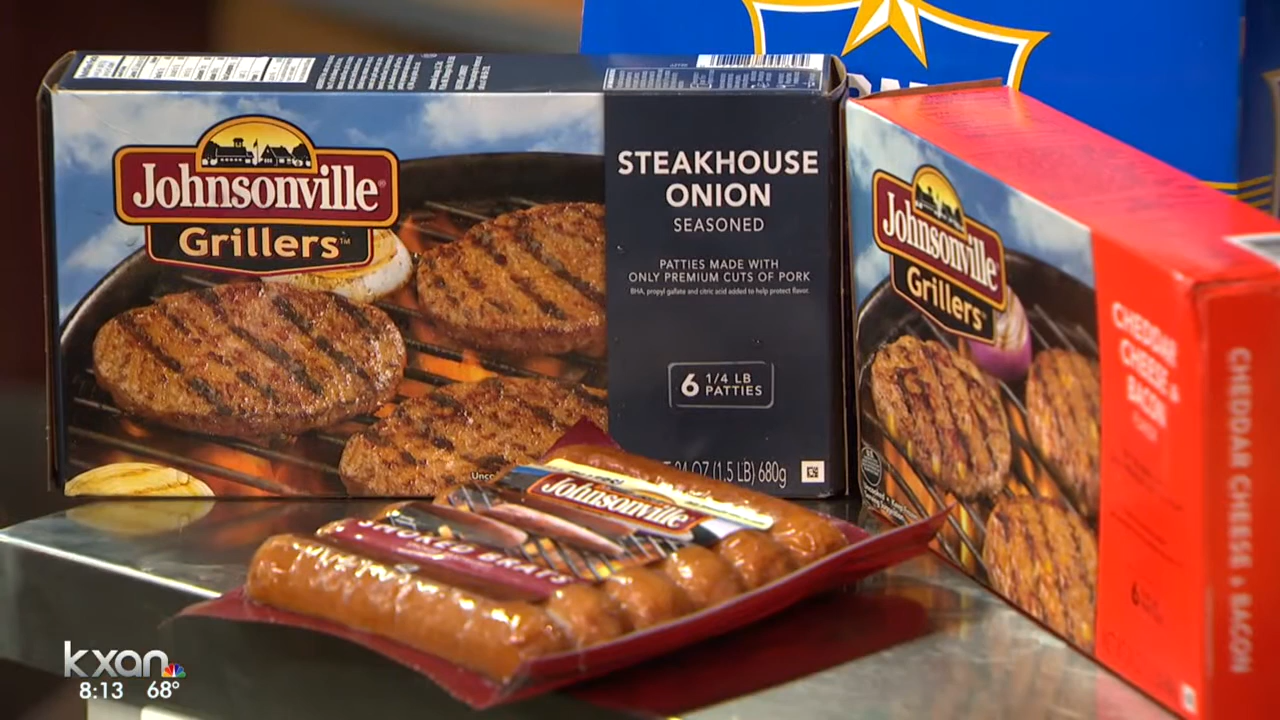 Johnsonville®
Grillers™
STEAKHOUSE
ONION
SEASONED
PATTIES MADE WITH
ONLY PREMIUM CUTS OF PORK
BHA, propyl gallate and citric acid added to help protect flavor.
6 1/4 LB
PATTIES
24 OZ (1.5 LB) 680g
Johnsonville
Grillers
CHEDDAR
CHEESE &
BACON
6
CHEDDAR CHEESE & BACON
Johnsonville
SMOKED BRATS
kxan
8:13 68°